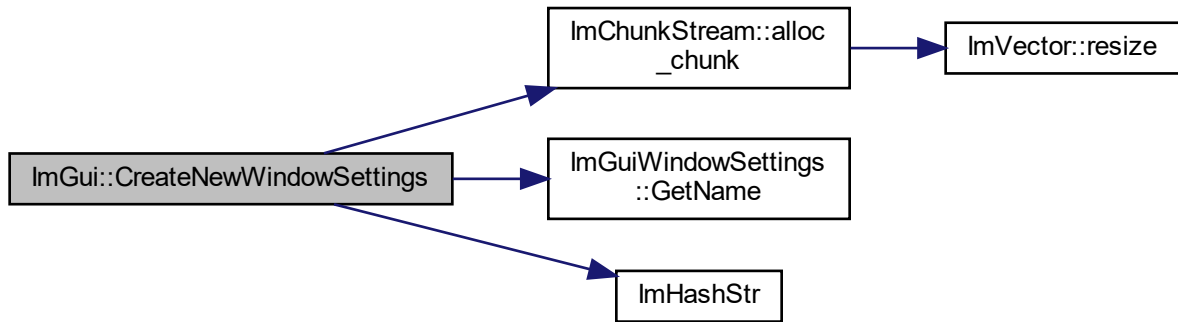 ImGui::CreateNewWindowSettings
ImChunkStream::alloc
_chunk
ImVector::resize
ImGuiWindowSettings
::GetName
ImHashStr